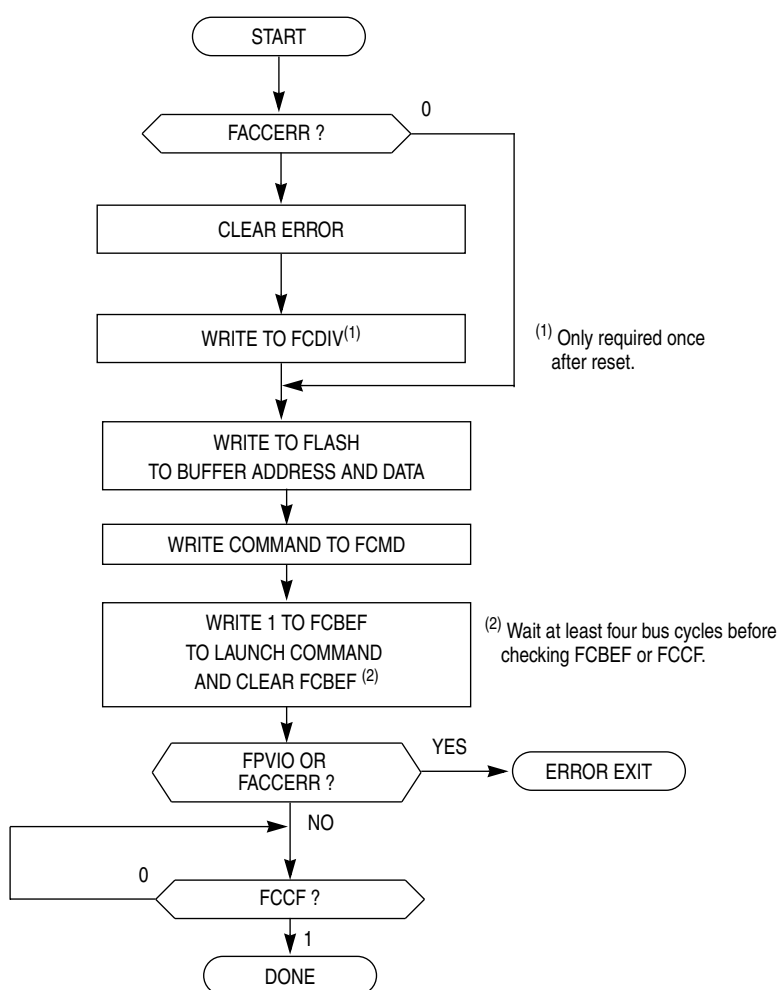 START
0
FACCERR ?
CLEAR ERROR
WRITE TO FCDIV(1)
(1) Only required once
after reset.
WRITE TO FLASH
TO BUFFER ADDRESS AND DATA
WRITE COMMAND TO FCMD
WRITE 1 TO FCBEF
TO LAUNCH COMMAND
AND CLEAR FCBEF (2)
(2) Wait at least four bus cycles before
checking FCBEF or FCCF.
FPVIO OR
FACCERR ?
YES
ERROR EXIT
NO
0
FCCF ?
1
DONE